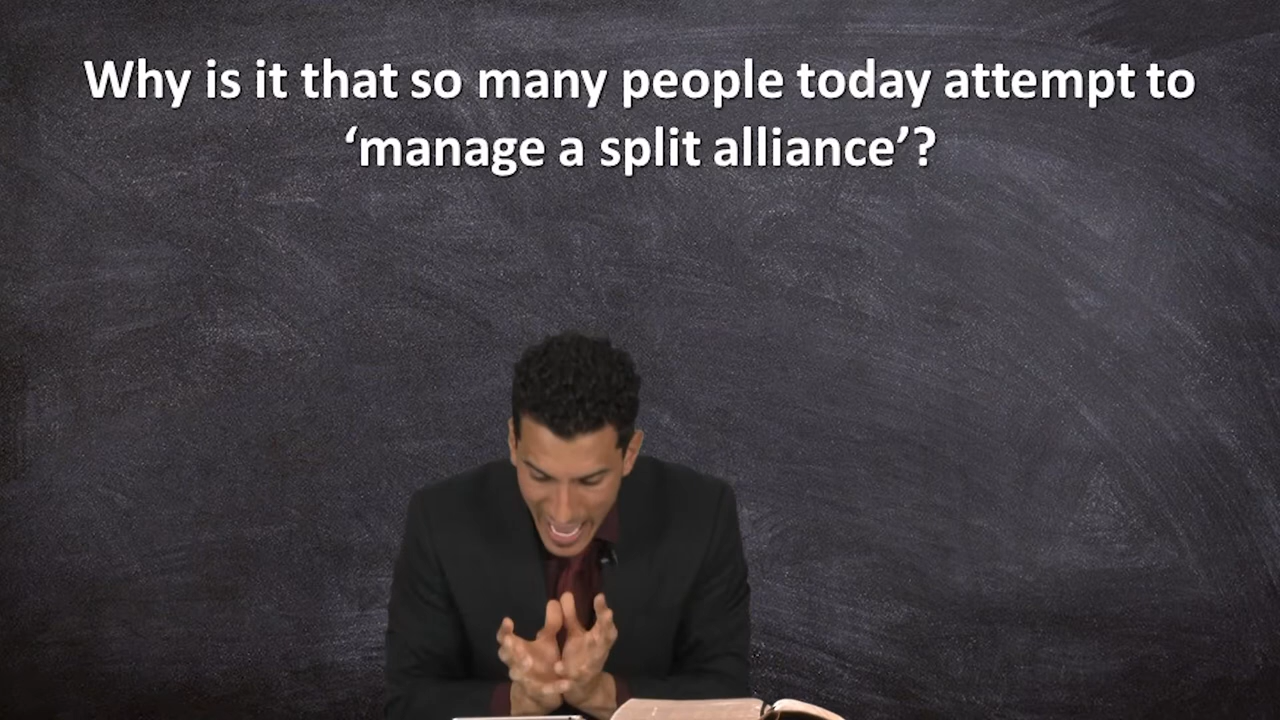 Why is it that so many people today attempt to
‘manage a split alliance’?